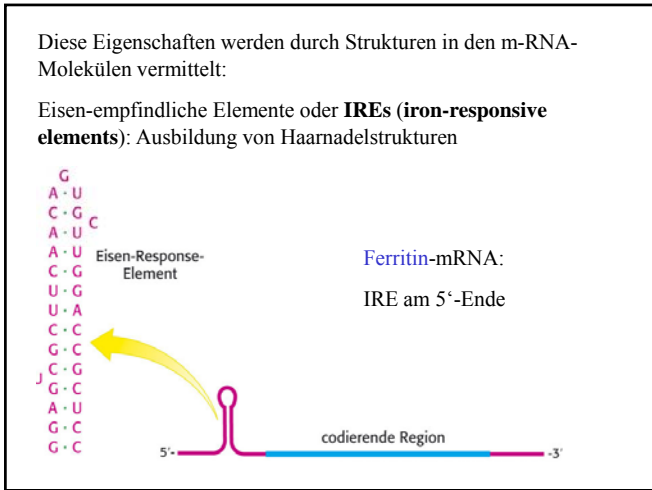 Diese Eigenschaften werden durch Strukturen in den m-RNA-
Molekülen vermittelt:
Eisen-empfindliche Elemente oder IREs (iron-responsive
elements): Ausbildung von Haarnadelstrukturen
G
A · U
C · G
C
A · U
A · U
C · G
U · G
U · A
C · C
G · C
C · G
U
G · C
A · U
G · C
G · C
Eisen-Response-
Element
Ferritin-mRNA:
IRE am 5‘-Ende
5'-
codierende Region
-3'